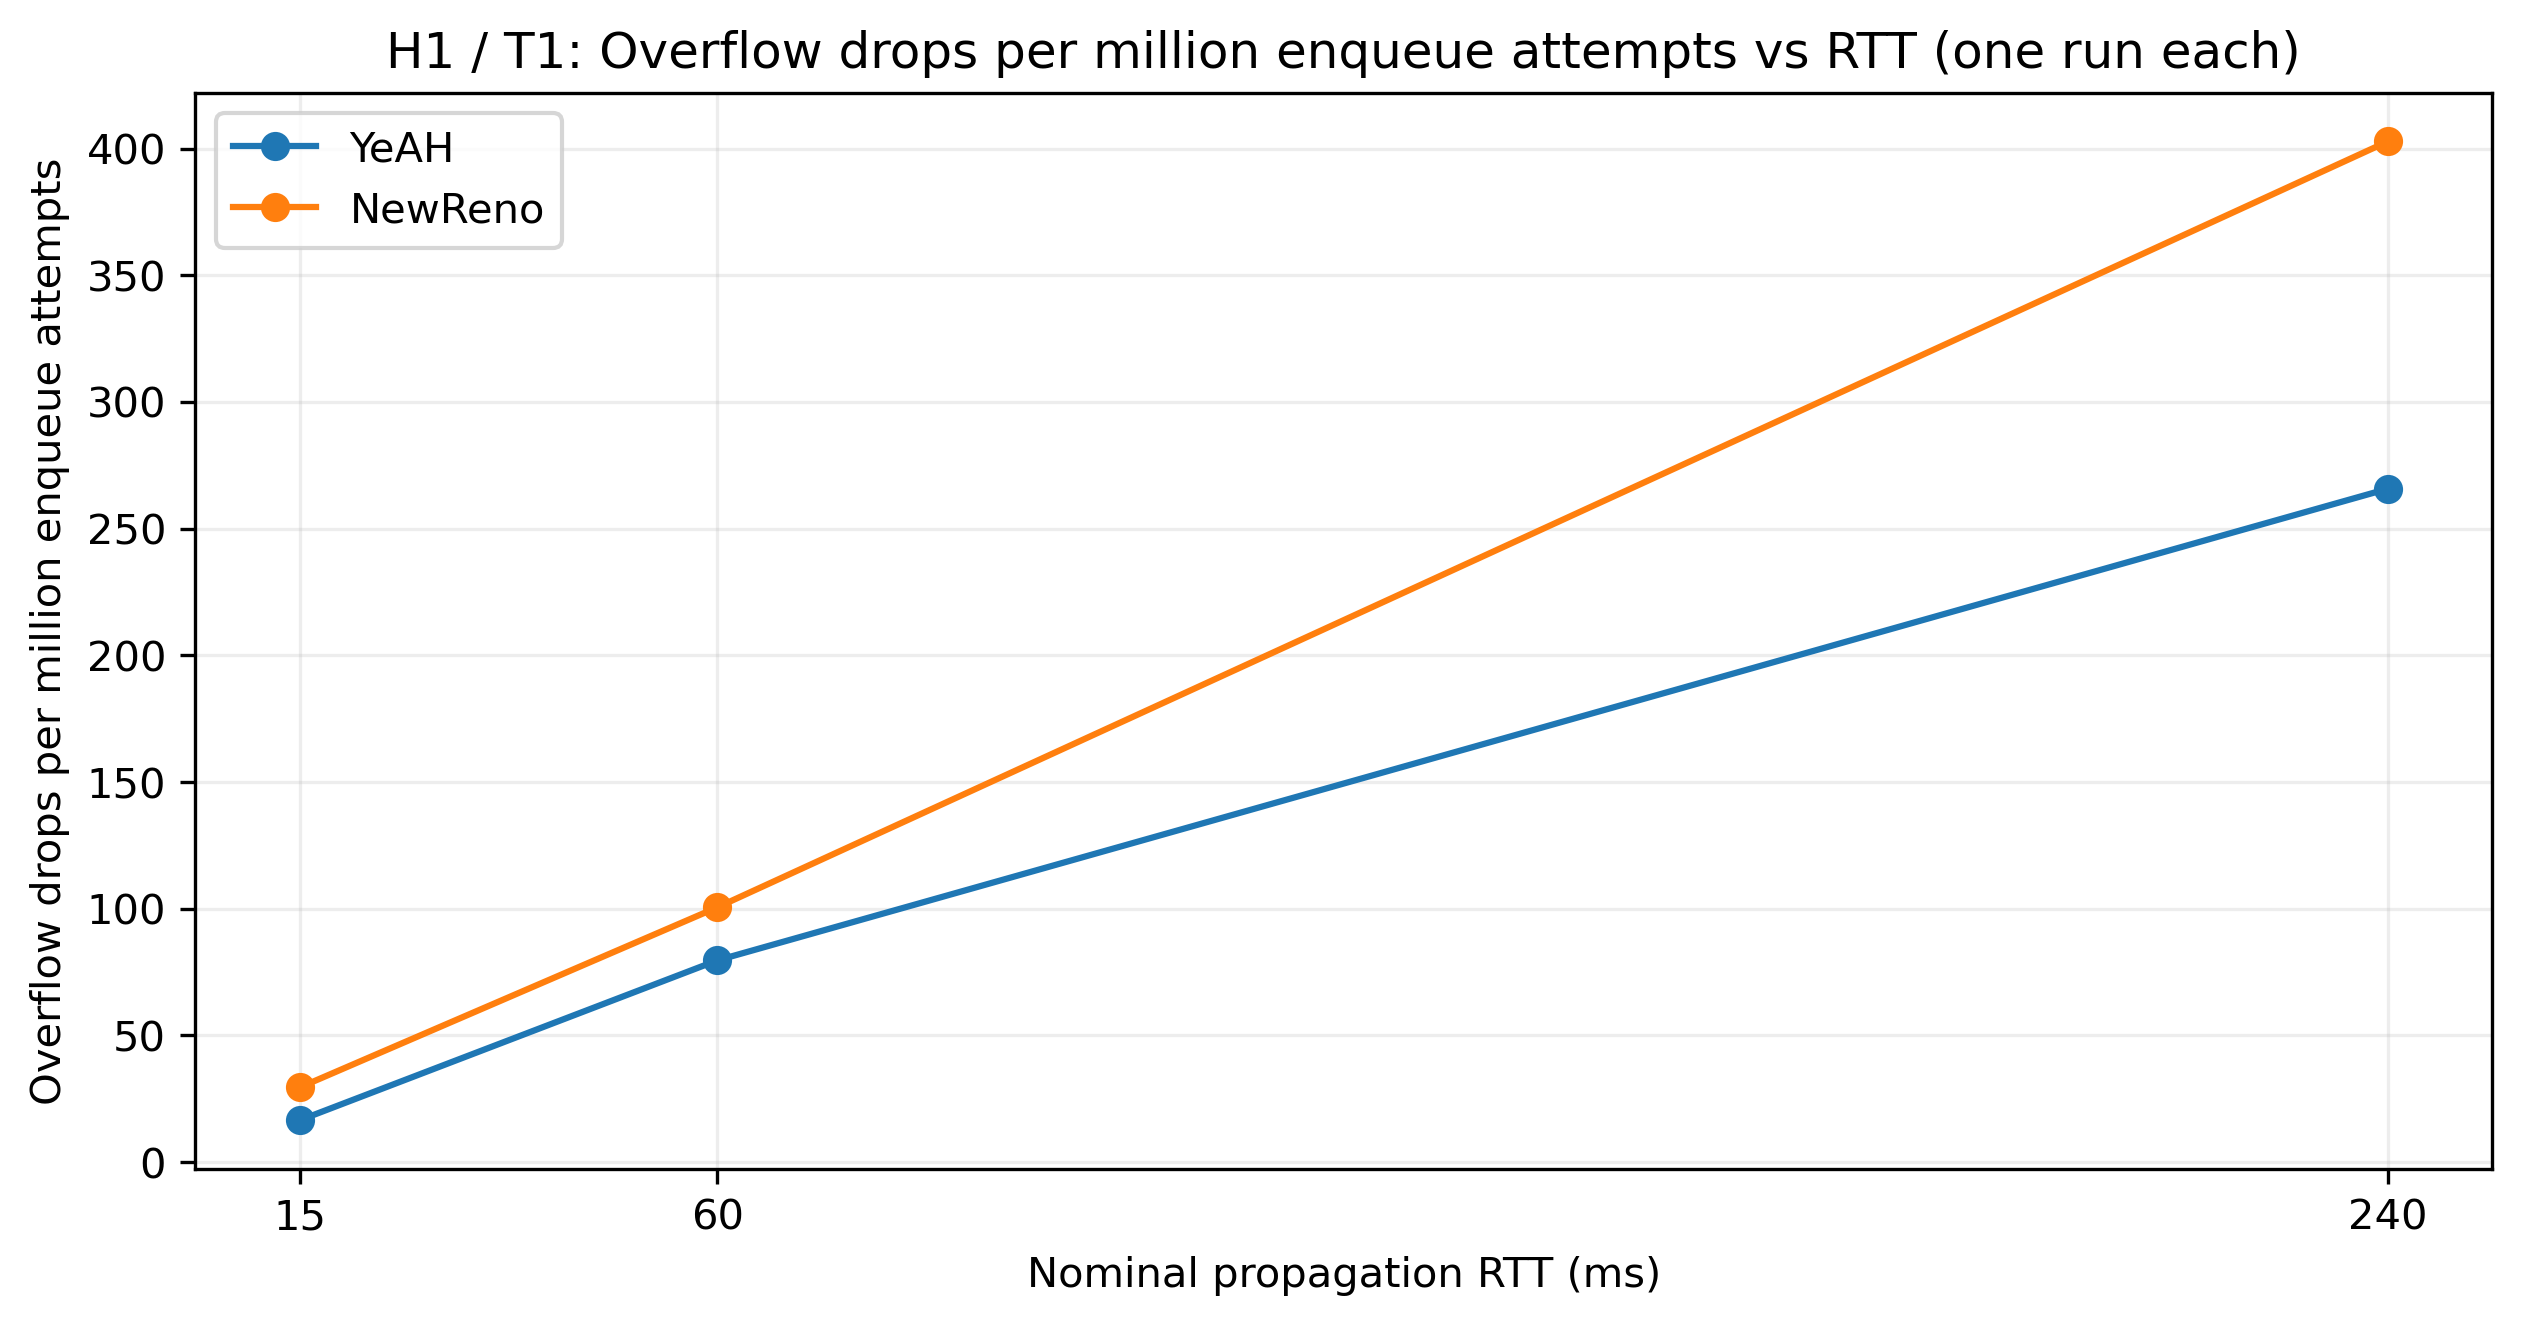 H1 / T1: Overflow drops per million enqueue attempts vs RTT (one run each)
YeAH
NewReno
Overflow drops per million enqueue attempts
400
350
300
250
200
150
100
50
0
15
60
240
Nominal propagation RTT (ms)